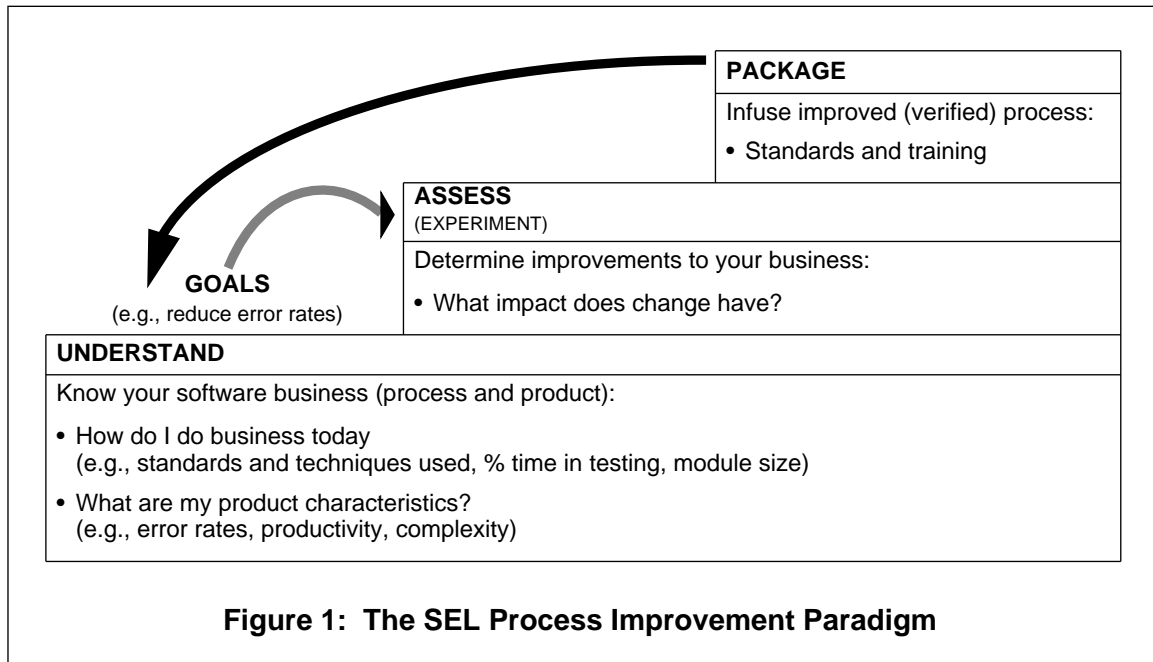 PACKAGE
Infuse improved (verified) process:
• Standards and training
ASSESS
(EXPERIMENT)
Determine improvements to your business:
• What impact does change have?
GOALS
(e.g., reduce error rates)
UNDERSTAND
Know your software business (process and product):
• How do I do business today
(e.g., standards and techniques used, % time in testing, module size)
• What are my product characteristics?
(e.g., error rates, productivity, complexity)
Figure 1: The SEL Process Improvement Paradigm